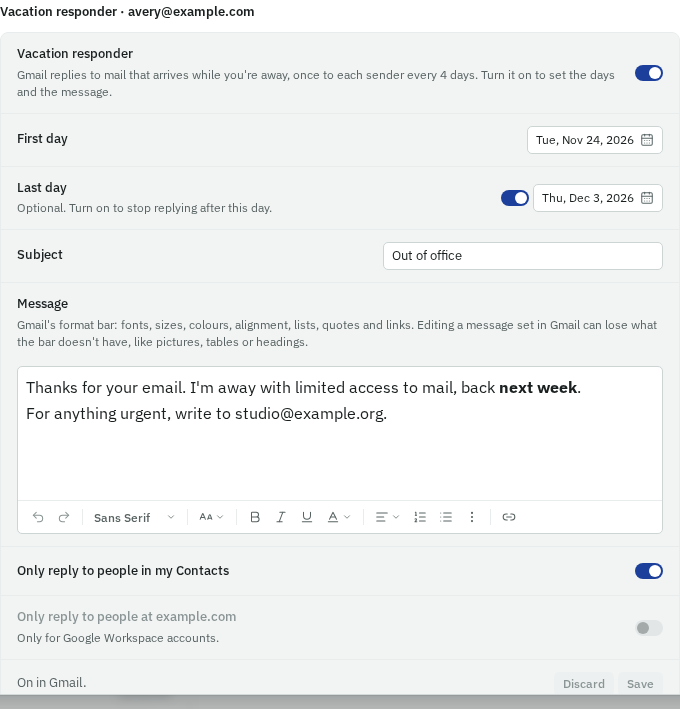 Vacation responder · avery@example.com
Vacation responder
Gmail replies to mail that arrives while you're away, once to each sender every 4 days. Turn it on to set the days
and the message.
First day
Tue, Nov 24, 2026
Last day
Optional. Turn on to stop replying after this day.
Thu, Dec 3, 2026
Subject
Out of office
Message
Gmail's format bar: fonts, sizes, colours, alignment, lists, quotes and links. Editing a message set in Gmail can lose what
the bar doesn't have, like pictures, tables or headings.
Thanks for your email. I'm away with limited access to mail, back next week.
For anything urgent, write to studio@example.org.
Sans Serif
Only reply to people in my Contacts
Only reply to people at example.com
Only for Google Workspace accounts.
On in Gmail.
Discard
Save